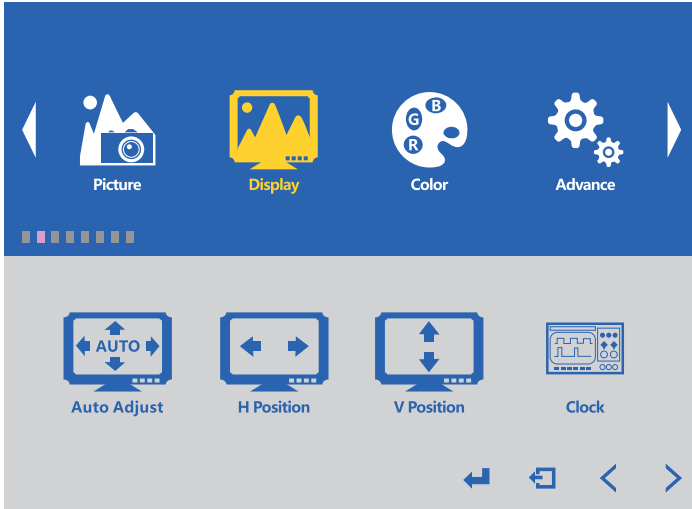 B
G
R
Picture
Display
Color
Advance
AUTO
Auto Adjust
H Position
V Position
Clock